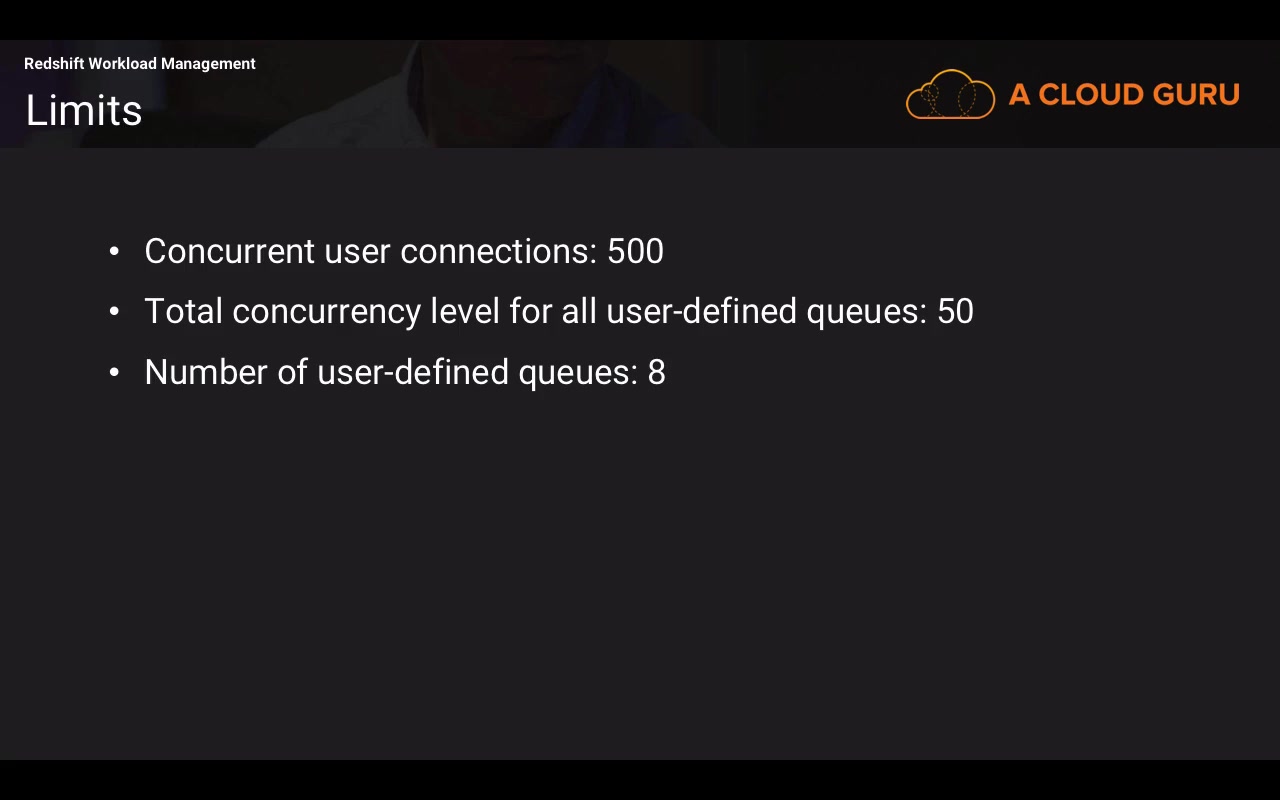 Redshift Workload Management
Limits
A CLOUD GURU
• Concurrent user connections: 500
• Total concurrency level for all user-defined queues: 50
• Number of user-defined queues: 8